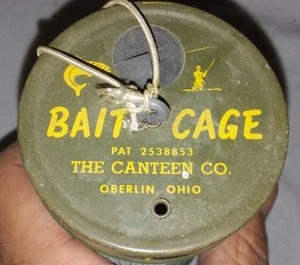 BAIT CAGE
PAT 2538853
THE CANTEEN CO.
OBERLIN, OHIO